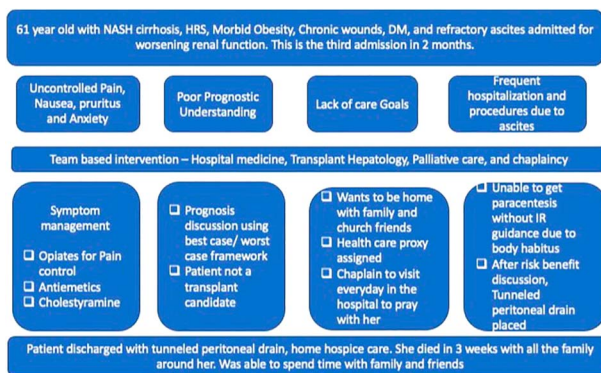 61 year old with NASH cirrhosis, HRS, Morbid Obesity, Chronic wounds, DM, and refractory ascites admitted for
worsening renal function. This is the third admission in 2 months.
Uncontrolled Pain,
Nausea, pruritus
and Anxiety
Poor Prognostic
Understanding
Lack of care Goals
Frequent
hospitalization and
procedures due to
ascites
Team based intervention – Hospital medicine, Transplant Hepatology, Palliative care, and chaplaincy
Symptom
management
❑ Opiates for Pain
control
❑ Antiemetics
❑ Cholestyramine
❑ Prognosis
discussion using
best case/ worst
case framework
❑ Patient not a
transplant
candidate
❑ Wants to be home
with family and
church friends
❑ Health care proxy
assigned
❑ Chaplain to visit
everyday in the
hospital to pray
with her
❑ Unable to get
paracentesis
without IR
guidance due to
body habitus
❑ After risk benefit
discussion,
Tunneled
peritoneal drain
placed
Patient discharged with tunneled peritoneal drain, home hospice care. She died in 3 weeks with all the family
around her. Was able to spend time with family and friends